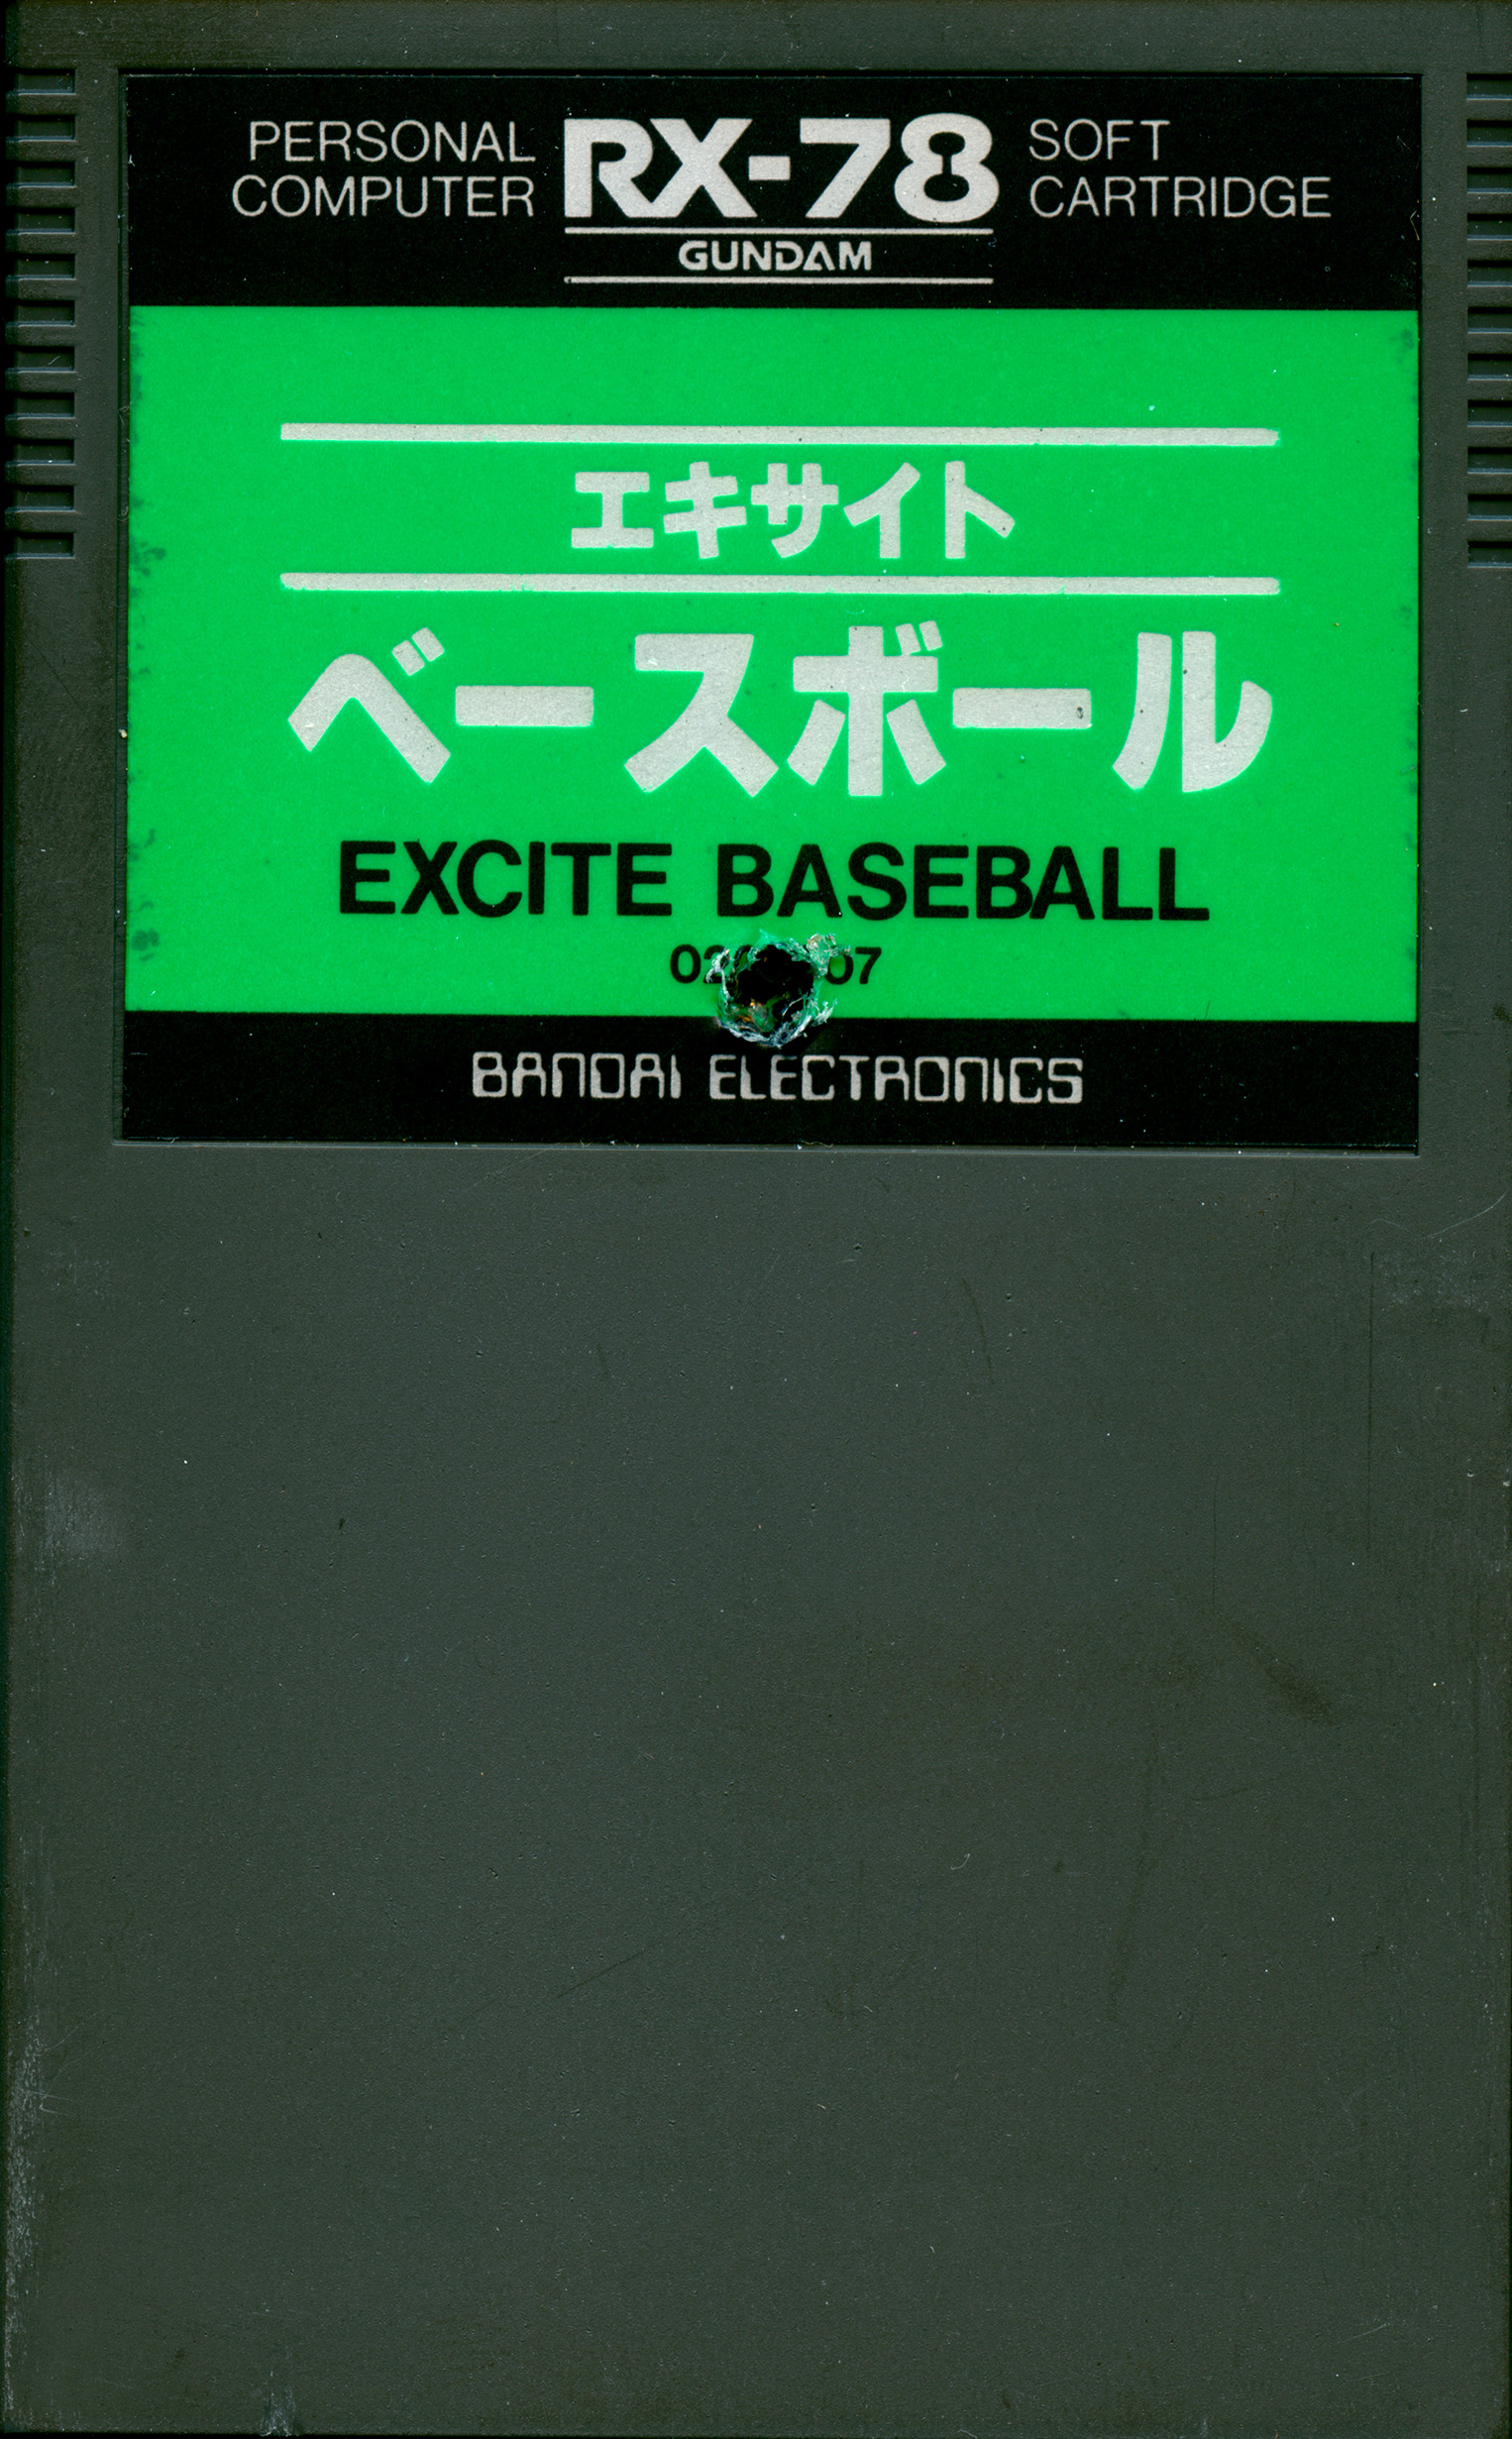 PERSONAL COMPUTER RX-78 SOFT CARTRIDGE
GUNDAM
エキサイト
ベースボール
EXCITE BASEBALL
BANDAI ELECTRONICS